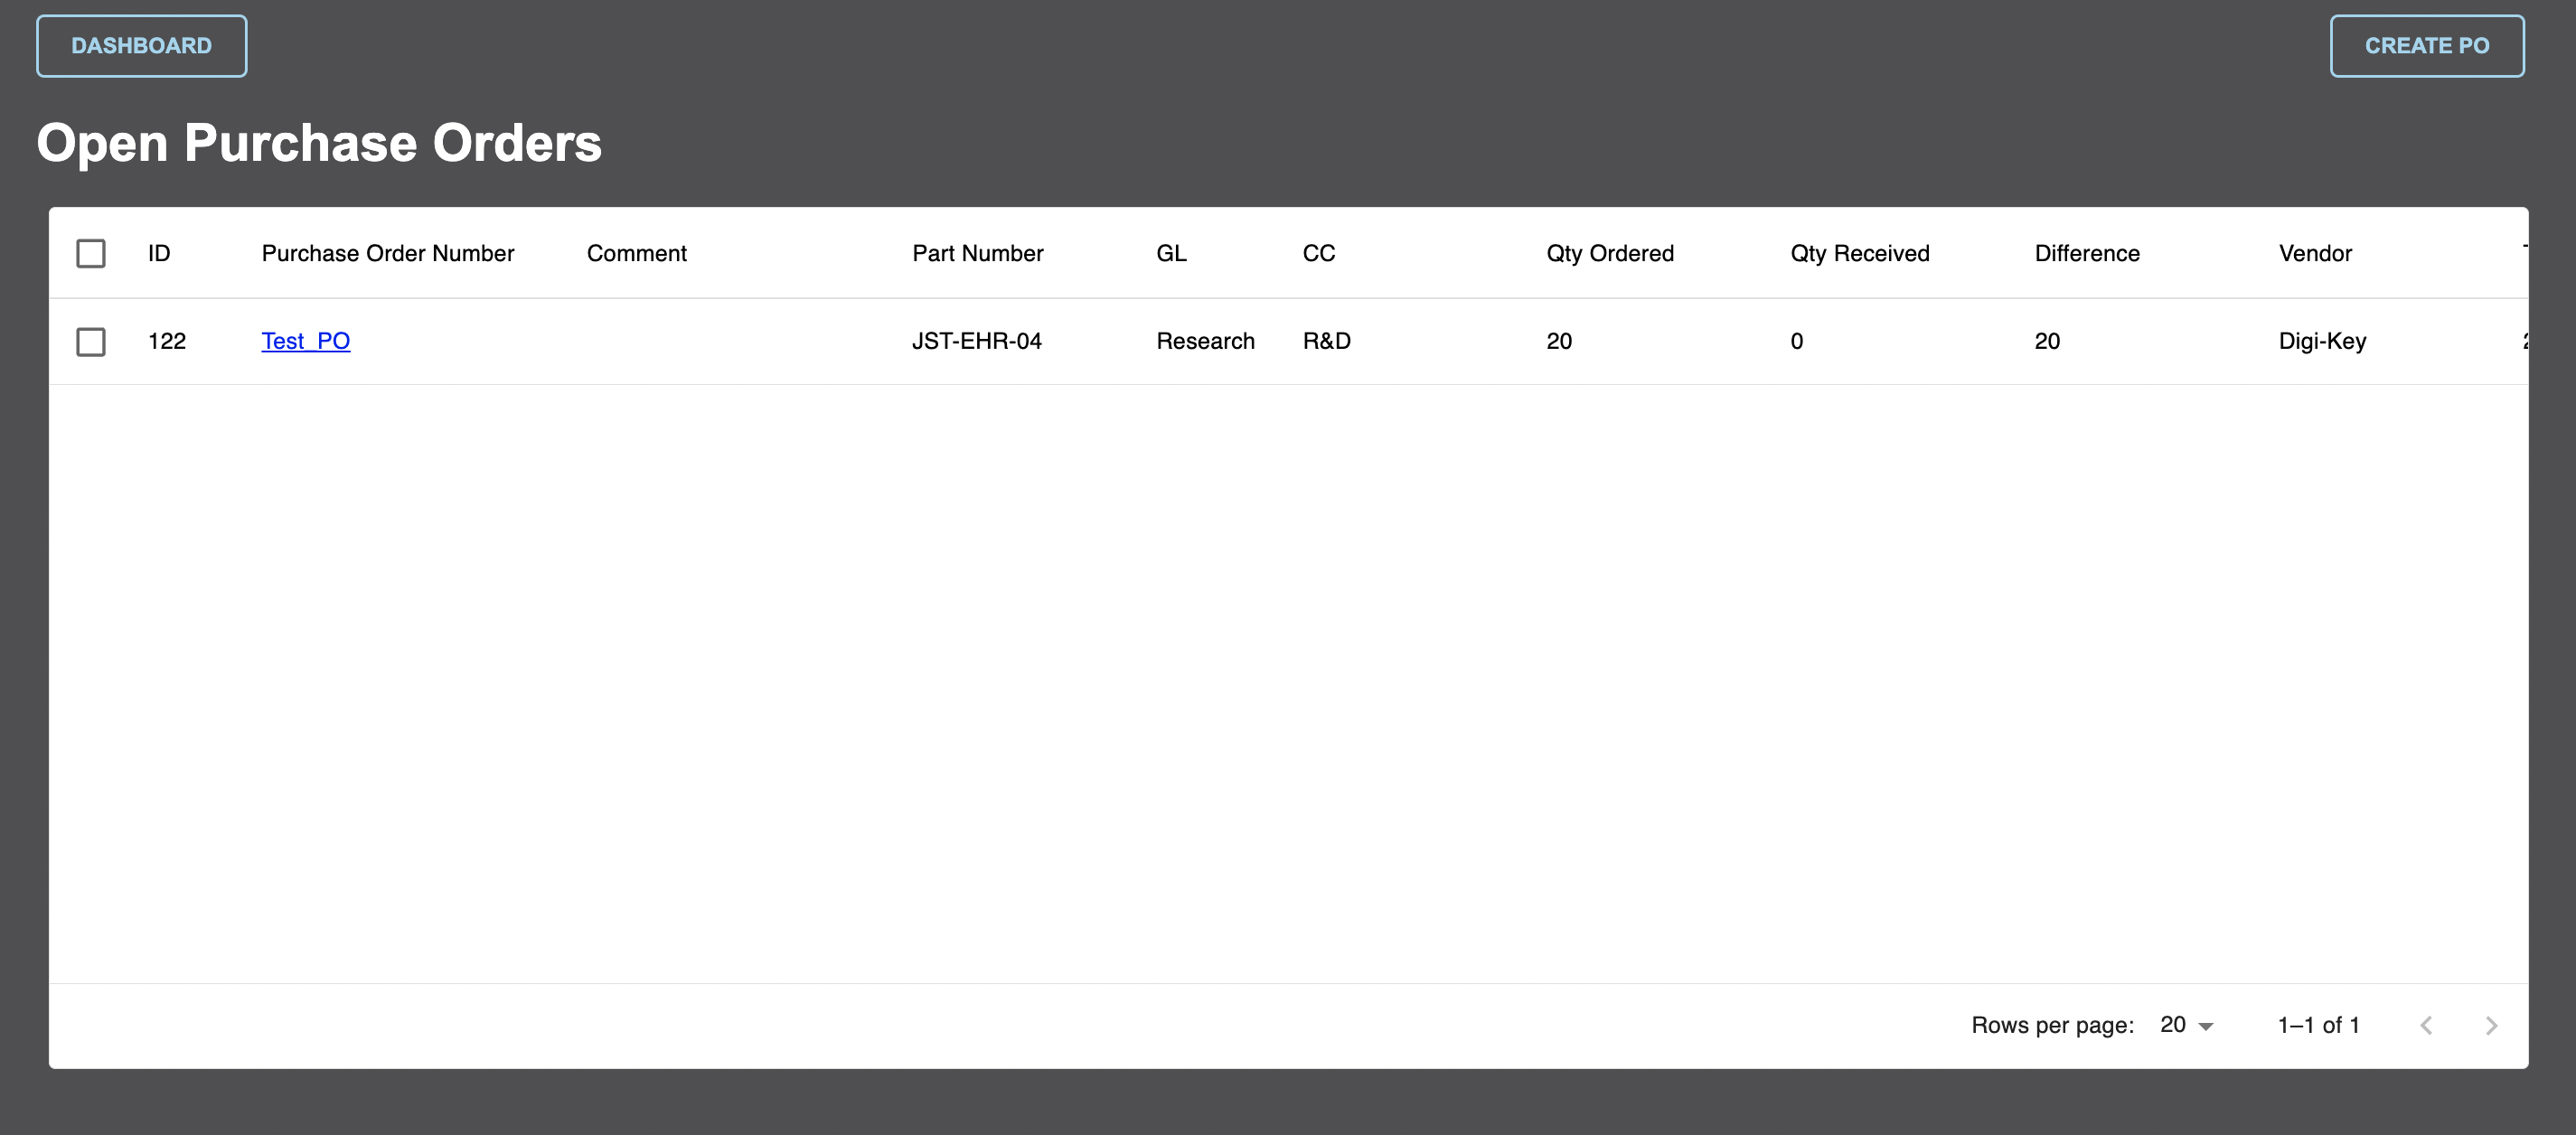 DASHBOARD CREATE PO
Open Purchase Orders
ID Purchase Order Number Comment Part Number GL CC Qty Ordered Qty Received Difference Vendor
122 Test_PO JST-EHR-04 Research R&D 20 0 20 Digi-Key
Rows per page: 20 1–1 of 1